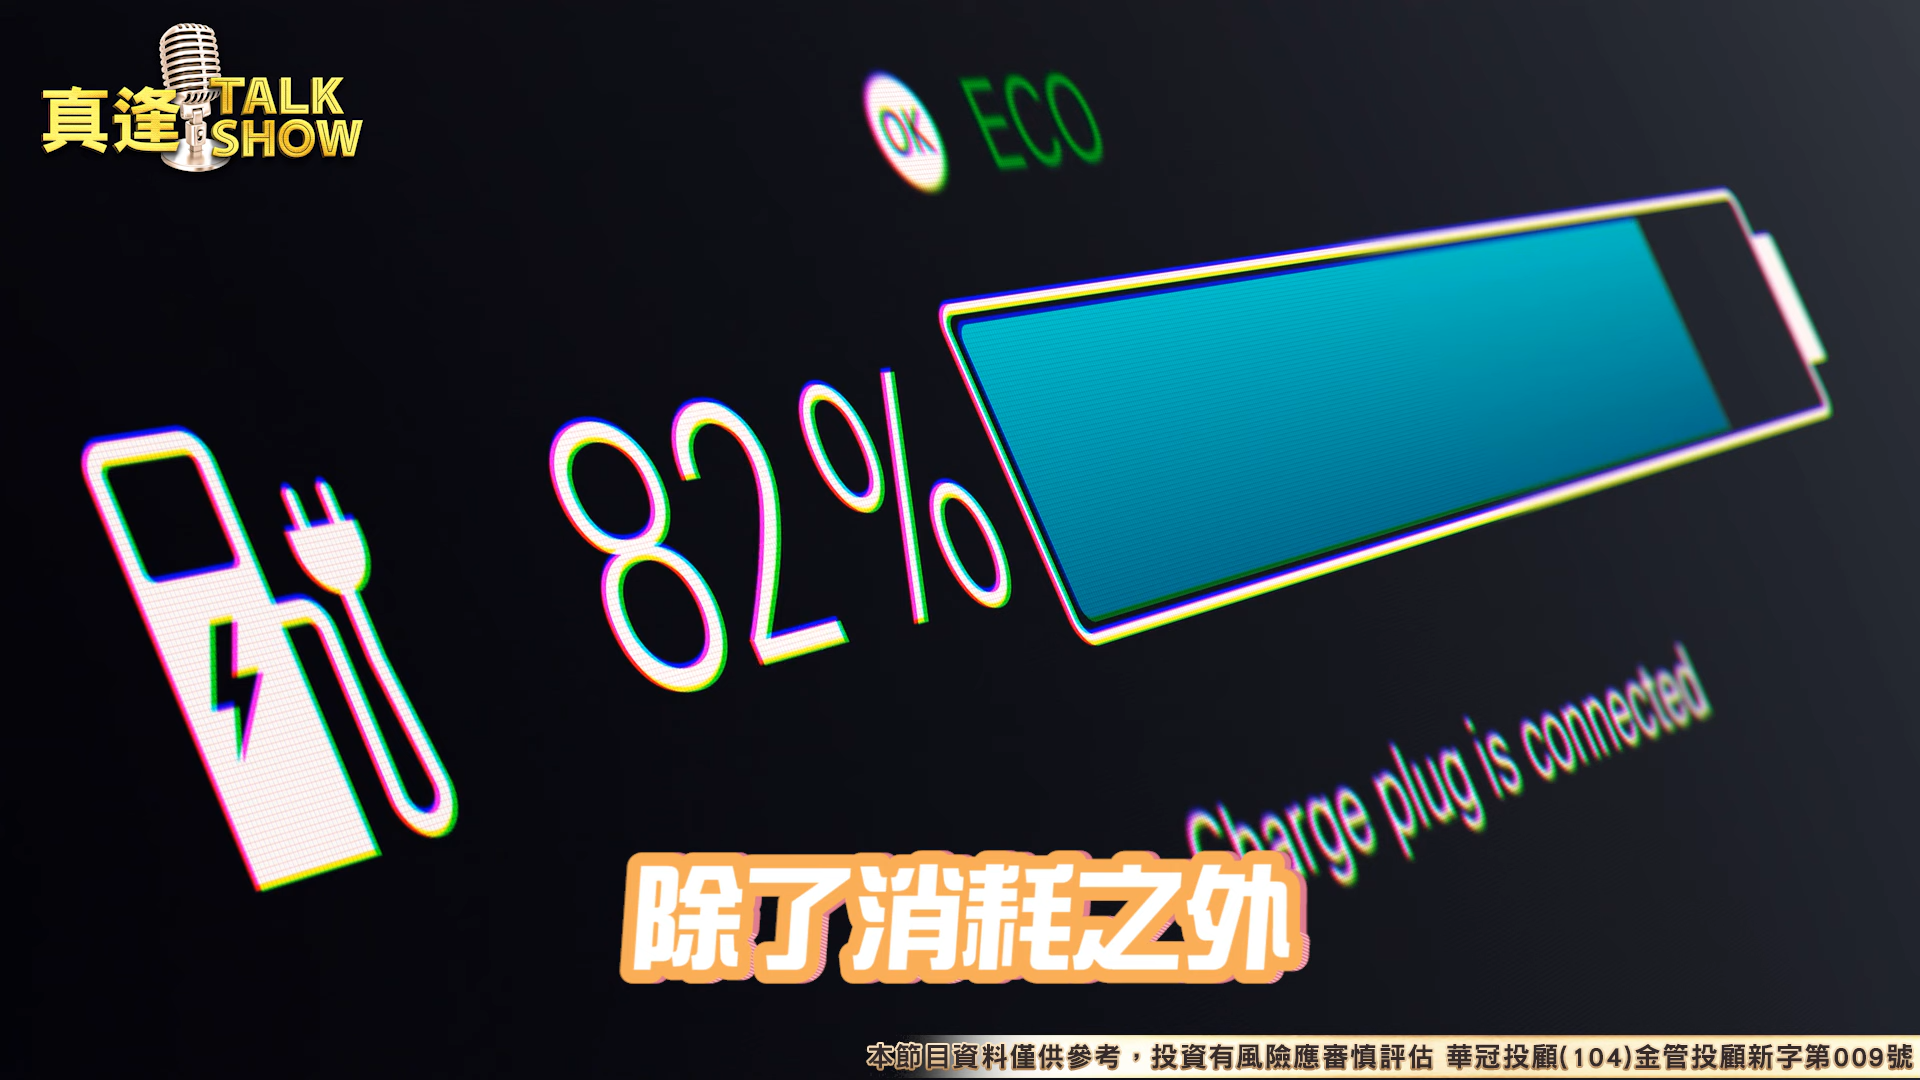 真逢 TALK SHOW
OK ECO
82%
Charge plug is connected
除了消耗之外
本節目資料僅供參考，投資有風險應審慎評估 華冠投顧(104)金管投顧新字第009號